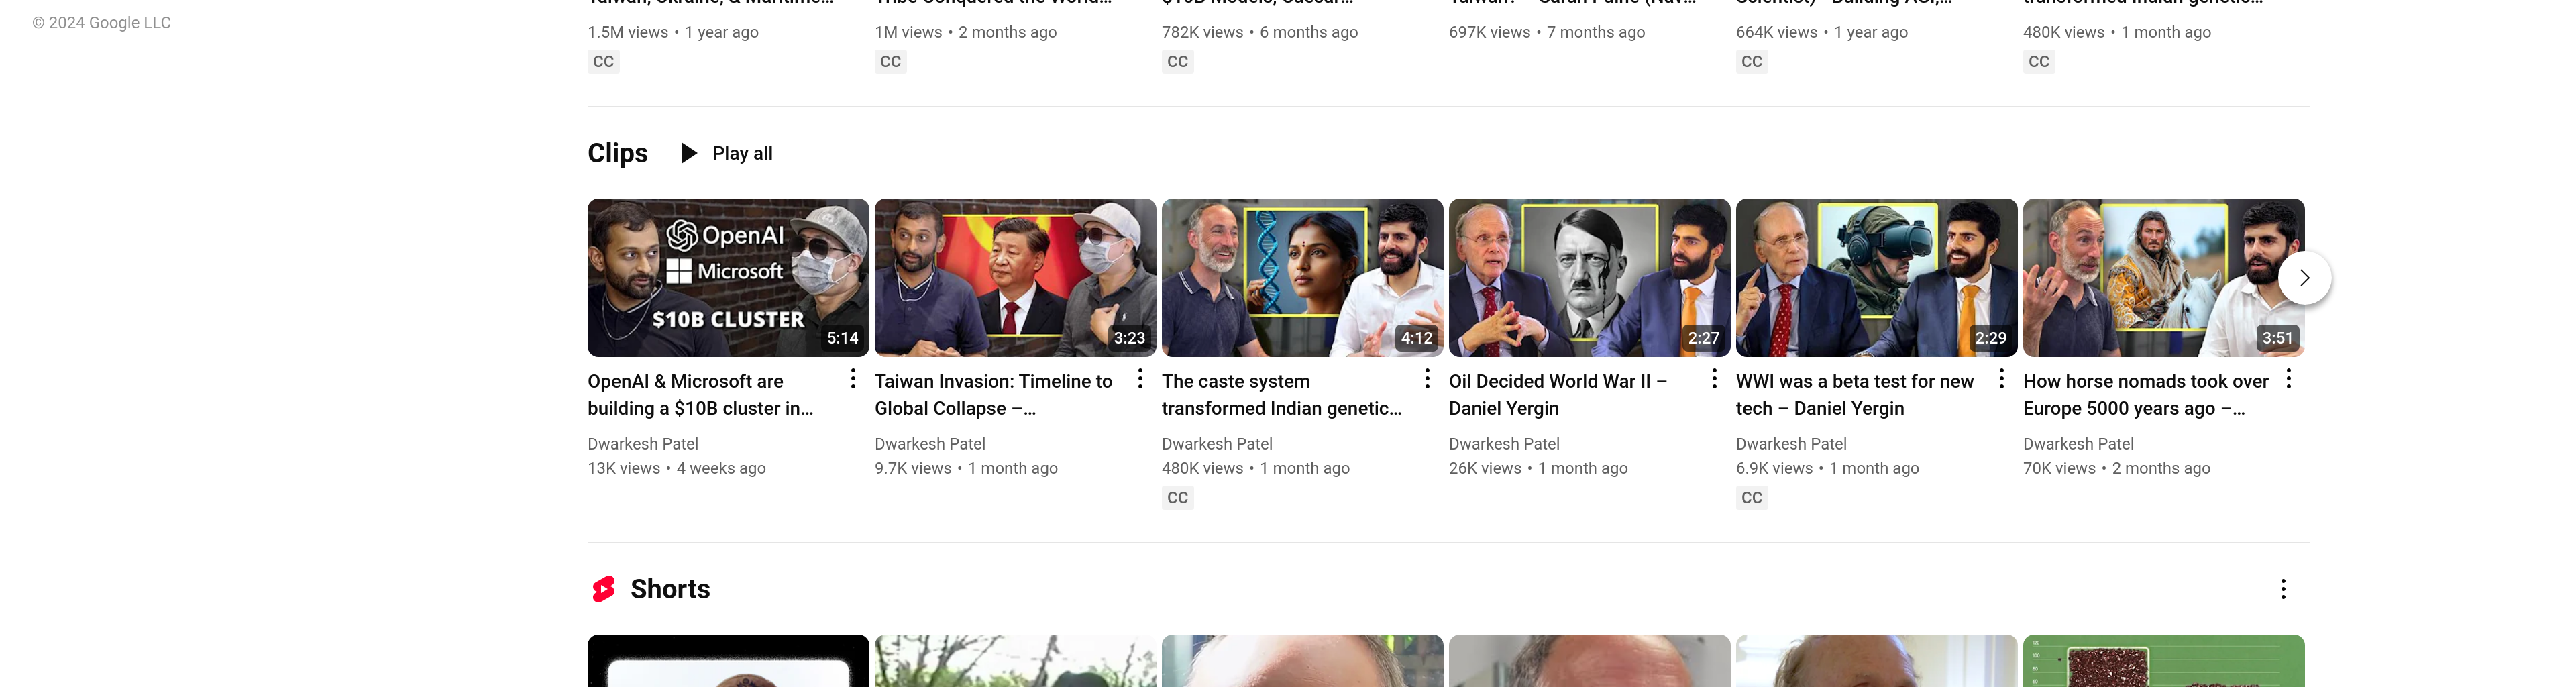 © 2024 Google LLC
1.5M views • 1 year ago
1M views • 2 months ago
782K views • 6 months ago
697K views • 7 months ago
664K views • 1 year ago
480K views • 1 month ago
CC
CC
CC
CC
CC
Clips
Play all
OpenAI
Microsoft
$10B CLUSTER
5:14
3:23
4:12
2:27
2:29
3:51
OpenAI & Microsoft are
building a $10B cluster in...
Dwarkesh Patel
13K views • 4 weeks ago
Taiwan Invasion: Timeline to
Global Collapse –...
Dwarkesh Patel
9.7K views • 1 month ago
The caste system
transformed Indian genetic...
Dwarkesh Patel
480K views • 1 month ago
CC
Oil Decided World War II –
Daniel Yergin
Dwarkesh Patel
26K views • 1 month ago
WWI was a beta test for new
tech – Daniel Yergin
Dwarkesh Patel
6.9K views • 1 month ago
CC
How horse nomads took over
Europe 5000 years ago –...
Dwarkesh Patel
70K views • 2 months ago
Shorts